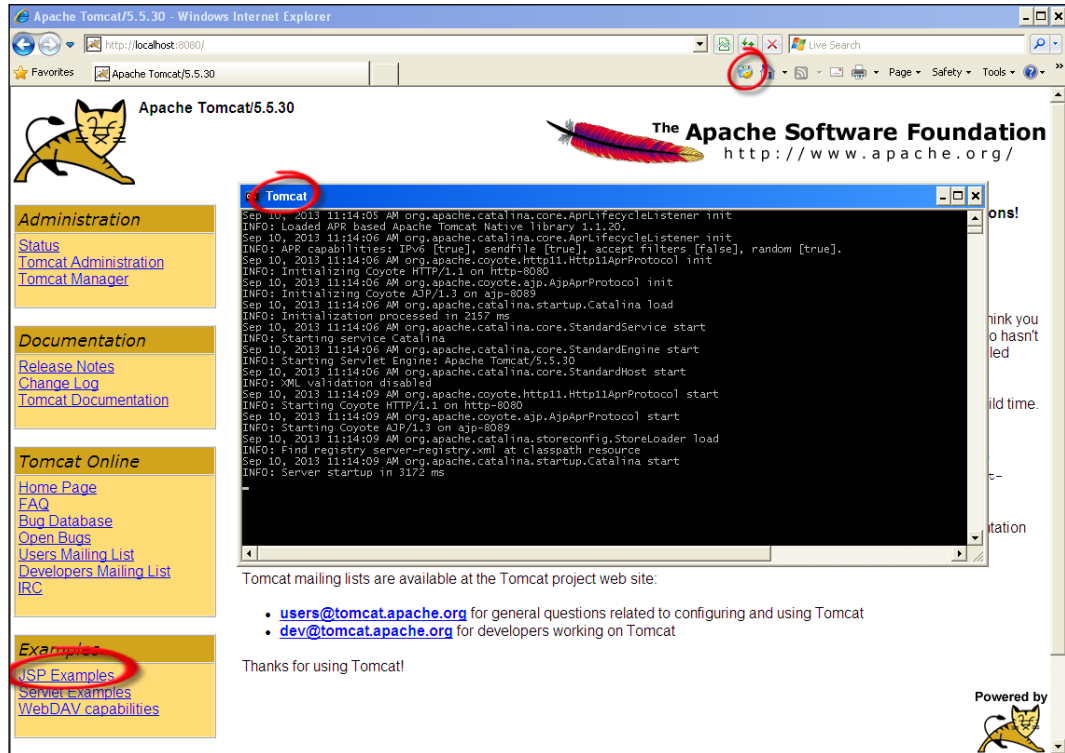 Apache Tomcat/5.5.30 - Windows Internet Explorer
http://localhost:8080/
Live Search
Favorites
Apache Tomcat/5.5.30
Page
Safety
Tools
Apache Tomcat/5.5.30
The Apache Software Foundation
http://www.apache.org/
Administration
Status
Tomcat Administration
Tomcat Manager
Documentation
Release Notes
Change Log
Tomcat Documentation
Tomcat Online
Home Page
FAQ
Bug Database
Open Bugs
Users Mailing List
Developers Mailing List
IRC
Examples
JSP Examples
Servlet Examples
WebDAV capabilities
Tomcat
Sep 10, 2013 11:14:05 AM org.apache.catalina.core.AprLifecycleListener init
INFO: Loaded APR based Apache Tomcat Native library 1.1.20.
Sep 10, 2013 11:14:06 AM org.apache.catalina.core.AprLifecycleListener init
INFO: APR capabilities: IPv6 [true], sendfile [true], accept filters [false], random [true].
Sep 10, 2013 11:14:06 AM org.apache.coyote.http11.Http11AprProtocol init
INFO: Initializing Coyote HTTP/1.1 on http-8080
Sep 10, 2013 11:14:06 AM org.apache.coyote.ajp.AjpAprProtocol init
INFO: Initializing Coyote AJP/1.3 on ajp-8089
Sep 10, 2013 11:14:06 AM org.apache.catalina.startup.Catalina load
INFO: Initialization processed in 2157 ms
Sep 10, 2013 11:14:06 AM org.apache.catalina.core.StandardService start
INFO: Starting service Catalina
Sep 10, 2013 11:14:06 AM org.apache.catalina.core.StandardEngine start
INFO: Starting Servlet Engine: Apache Tomcat/5.5.30
Sep 10, 2013 11:14:06 AM org.apache.catalina.core.StandardHost start
INFO: XML validation disabled
Sep 10, 2013 11:14:09 AM org.apache.coyote.http11.Http11AprProtocol start
INFO: Starting Coyote HTTP/1.1 on http-8080
Sep 10, 2013 11:14:09 AM org.apache.coyote.ajp.AjpAprProtocol start
INFO: Starting Coyote AJP/1.3 on ajp-8089
Sep 10, 2013 11:14:09 AM org.apache.catalina.storeconfig.StoreLoader load
INFO: Find registry server-registry.xml at classpath resource
Sep 10, 2013 11:14:09 AM org.apache.catalina.startup.Catalina start
INFO: Server startup in 3172 ms
ons!
hink you
o hasn't
led
ild time.
t-
ntation
Tomcat mailing lists are available at the Tomcat project web site:
• users@tomcat.apache.org for general questions related to configuring and using Tomcat
• dev@tomcat.apache.org for developers working on Tomcat
Thanks for using Tomcat!
Powered by